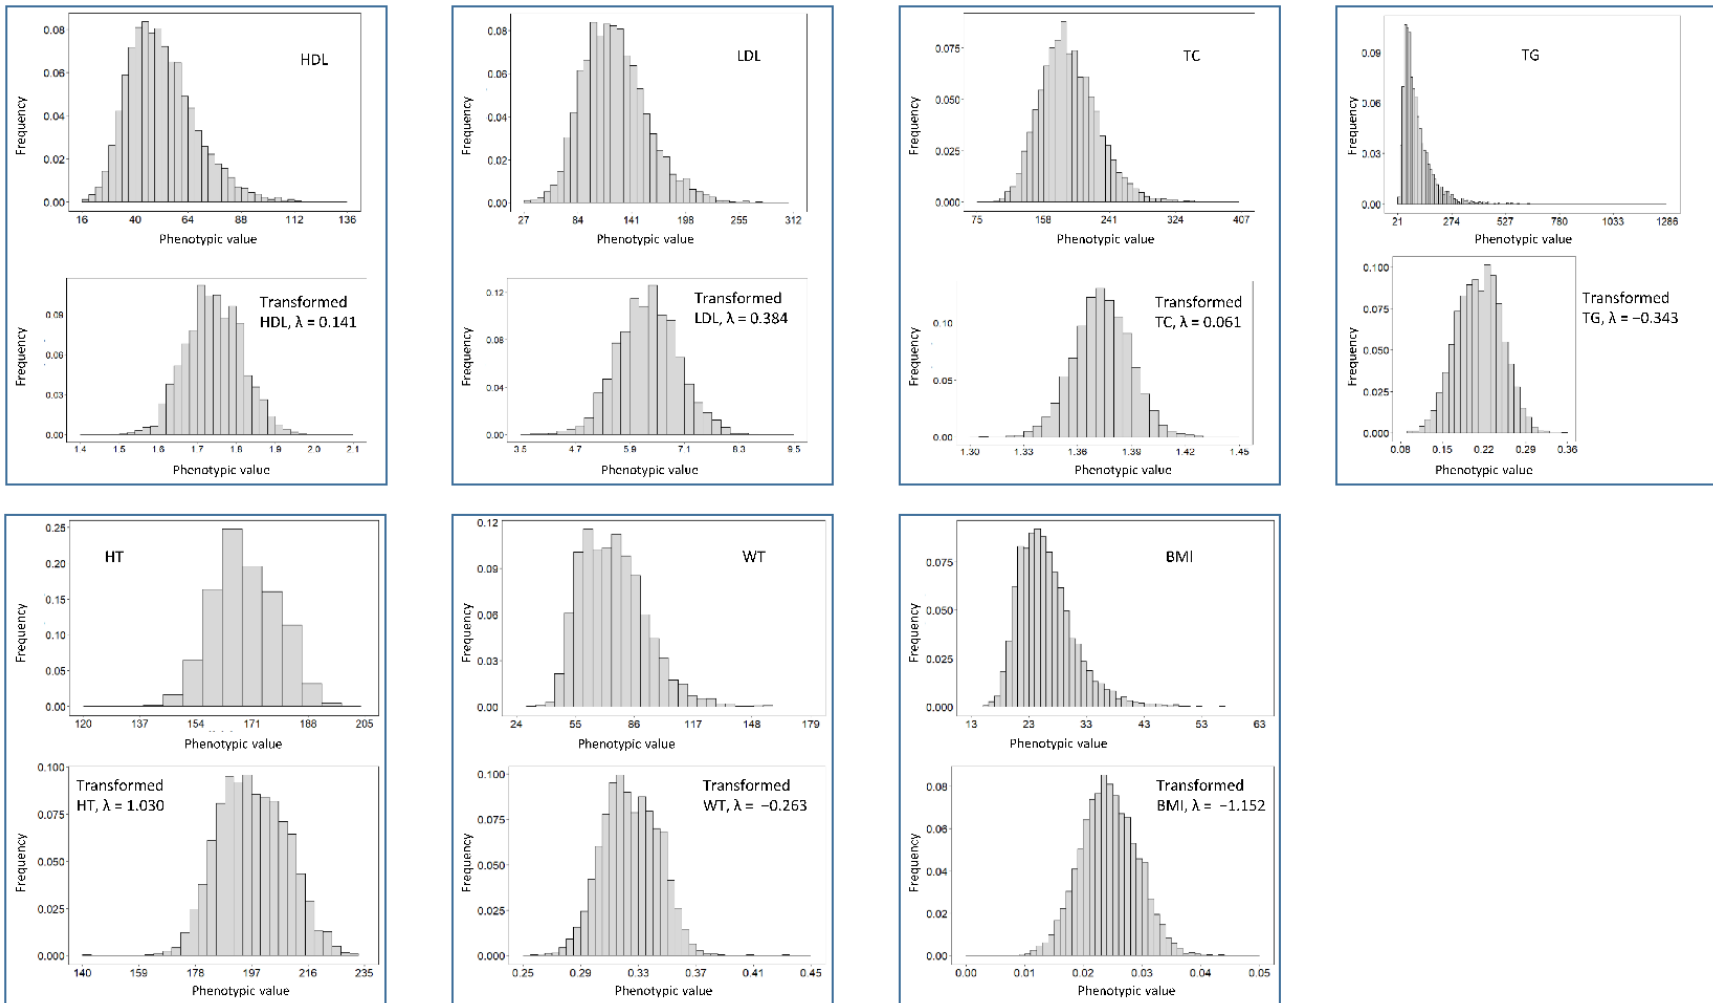 HDL
Frequency
0.08
0.06
0.04
0.02
0.00
16 40 64 88 112 136
Phenotypic value
Transformed
HDL, λ = 0.141
Frequency
0.09
0.06
0.03
0.00
1.4 1.5 1.6 1.7 1.8 1.9 2.0 2.1
Phenotypic value
LDL
Frequency
0.08
0.06
0.04
0.02
0.00
27 84 141 198 255 312
Phenotypic value
Transformed
LDL, λ = 0.384
Frequency
0.12
0.08
0.04
0.00
3.5 4.7 5.9 7.1 8.3 9.5
Phenotypic value
TC
Frequency
0.075
0.050
0.025
0.00
75 158 241 324 407
Phenotypic value
Transformed
TC, λ = 0.061
Frequency
0.10
0.05
0.00
1.30 1.33 1.36 1.39 1.42 1.45
Phenotypic value
TG
Frequency
0.09
0.06
0.03
0.00
21 274 527 780 1033 1286
Phenotypic value
Transformed
TG, λ = −0.343
Frequency
0.100
0.075
0.050
0.025
0.000
0.08 0.15 0.22 0.29 0.36
Phenotypic value
HT
Frequency
0.25
0.20
0.15
0.10
0.05
0.00
120 137 154 171 188 205
Phenotypic value
Transformed
HT, λ = 1.030
Frequency
0.100
0.075
0.050
0.025
0.000
140 159 178 197 216 235
Phenotypic value
WT
Frequency
0.12
0.09
0.06
0.03
0.00
24 55 86 117 148 179
Phenotypic value
Transformed
WT, λ = −0.263
Frequency
0.100
0.075
0.050
0.025
0.000
0.25 0.29 0.33 0.37 0.41 0.45
Phenotypic value
BMI
Frequency
0.075
0.050
0.025
0.000
13 23 33 43 53 63
Phenotypic value
Transformed
BMI, λ = −1.152
Frequency
0.08
0.06
0.04
0.02
0.00
0.00 0.01 0.02 0.03 0.04 0.05
Phenotypic value